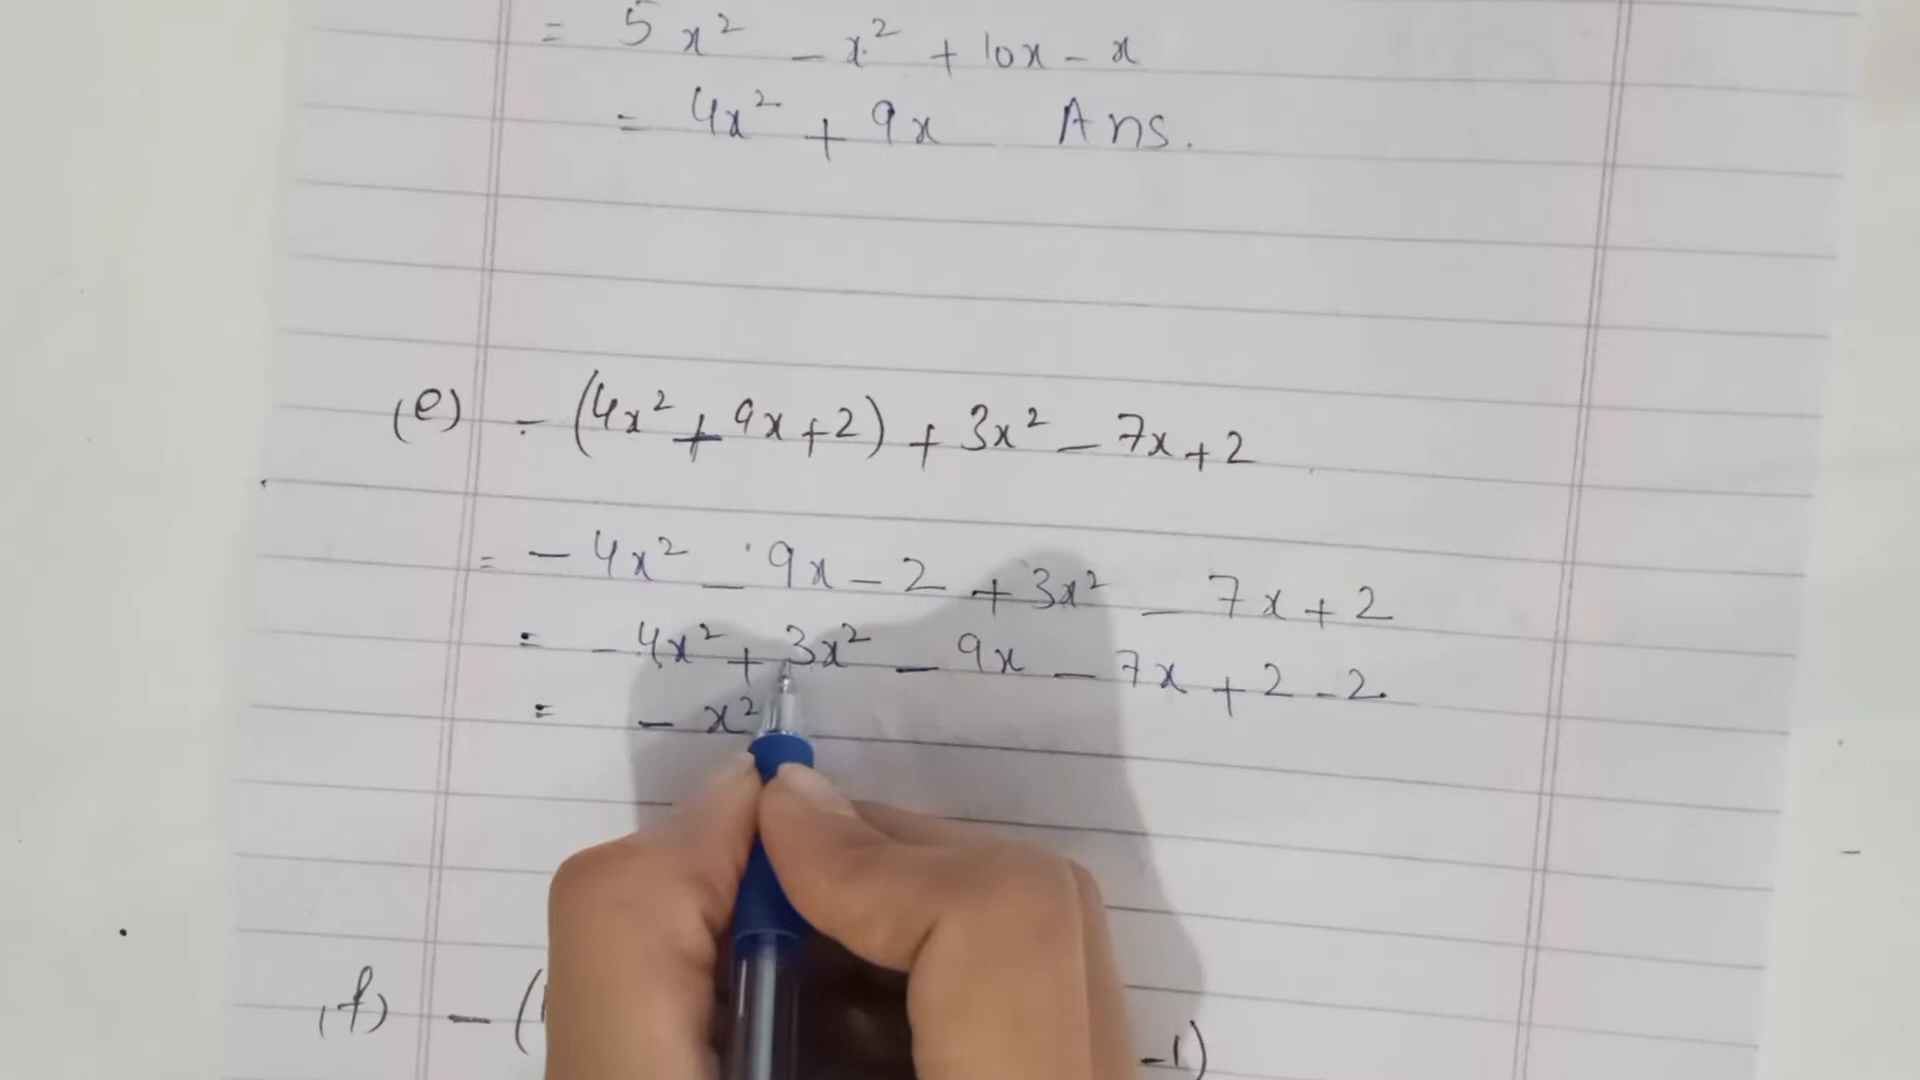 = 5x² - x² + 10x - x
= 4x² + 9x Ans.
(e) - (4x² + 9x + 2) + 3x² - 7x + 2
= - 4x² - 9x - 2 + 3x² - 7x + 2
= - 4x² + 3x² - 9x - 7x + 2 - 2
= - x²
(f) - ( -1)